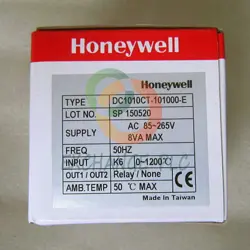 Honeywell
Honeywell
TYPE DC1010CT-101000-E
LOT NO. SP 150520
SUPPLY AC 85~265V
8VA MAX
FREQ 50HZ
INPUT K6 0~1200℃
OUT1 / OUT2 Relay / None
AMB.TEMP 50 ℃ MAX
Made in Taiwan